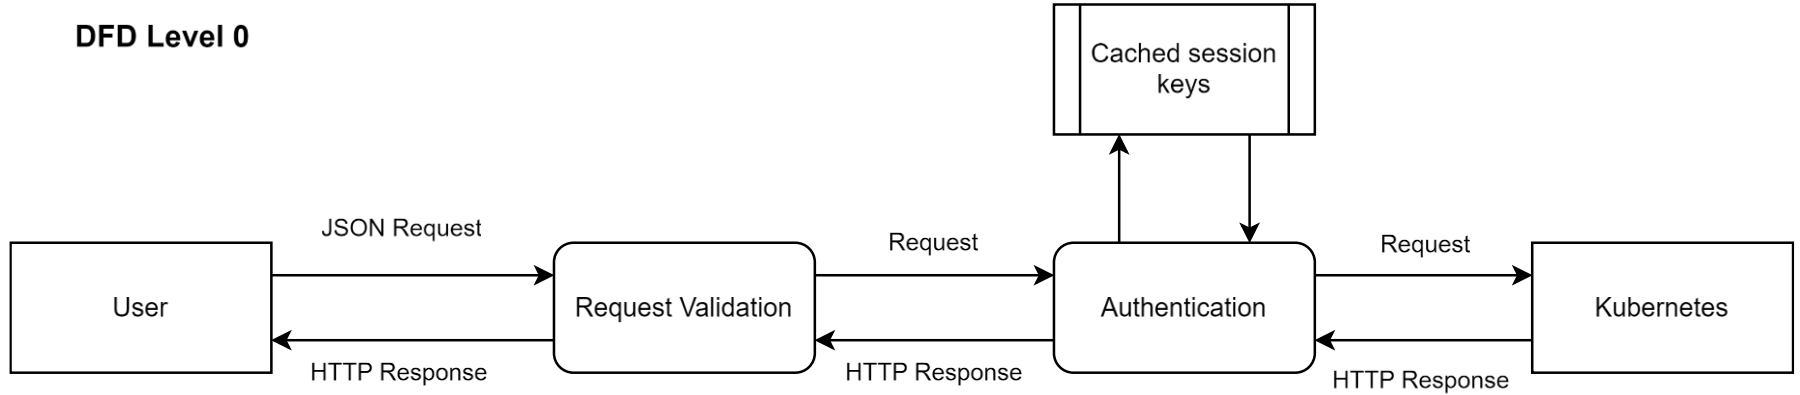 DFD Level 0
Cached session
keys
JSON Request
Request
Request
User
Request Validation
Authentication
Kubernetes
HTTP Response
HTTP Response
HTTP Response